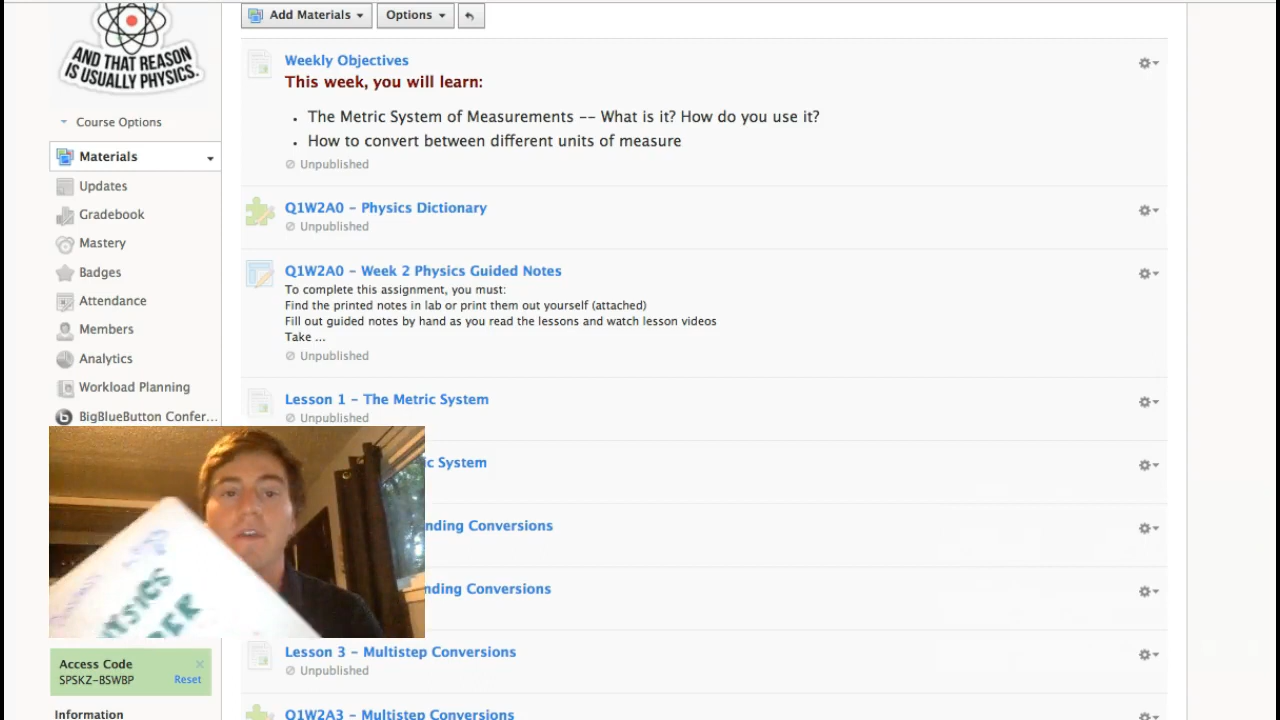 Add Materials
Options
AND THAT REASON
IS USUALLY PHYSICS.
Course Options
Materials
Updates
Gradebook
Mastery
Badges
Attendance
Members
Analytics
Workload Planning
BigBlueButton Confer...
Weekly Objectives
This week, you will learn:
• The Metric System of Measurements -- What is it? How do you use it?
• How to convert between different units of measure
Unpublished
Q1W2A0 - Physics Dictionary
Unpublished
Q1W2A0 - Week 2 Physics Guided Notes
To complete this assignment, you must:
Find the printed notes in lab or print them out yourself (attached)
Fill out guided notes by hand as you read the lessons and watch lesson videos
Take ...
Unpublished
Lesson 1 - The Metric System
Unpublished
ic System
nding Conversions
nding Conversions
Lesson 3 - Multistep Conversions
Unpublished
Q1W2A3 - Multistep Conversions
Access Code
SPSKZ-BSWBP
Reset
Information